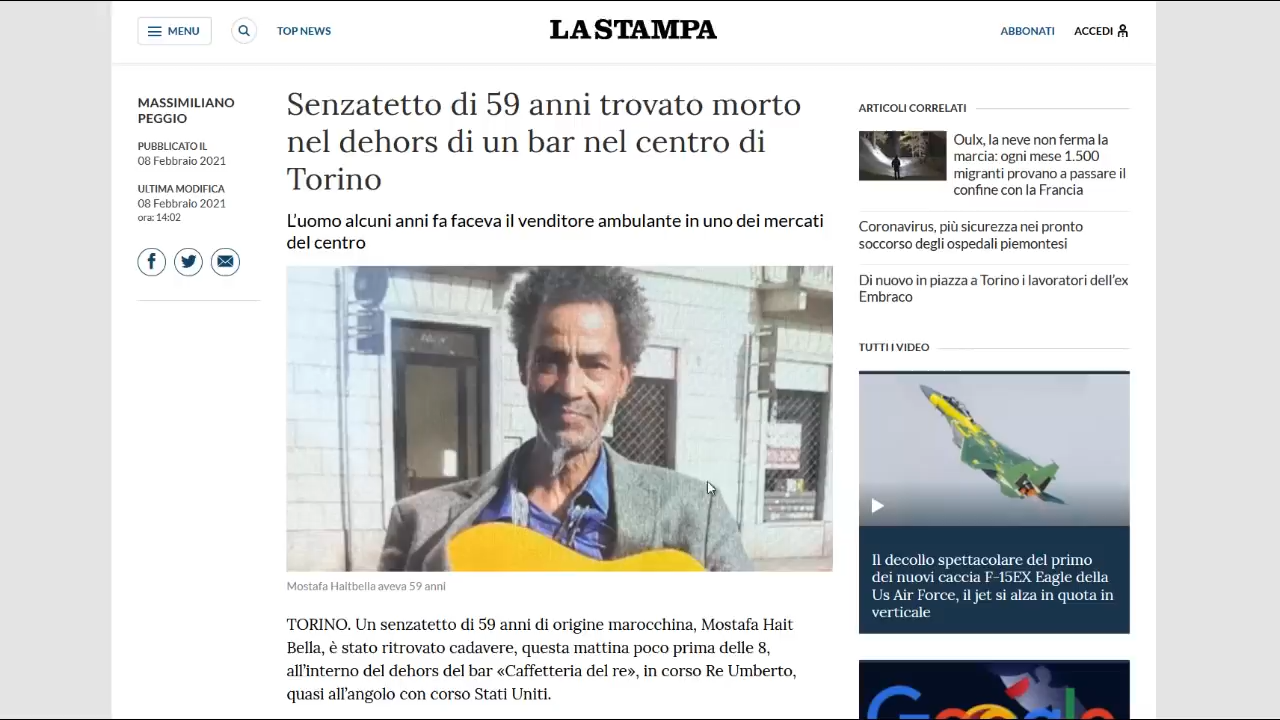 MENU
TOP NEWS
LA STAMPA
ABBONATI
ACCEDI
MASSIMILIANO
PEGGIO
PUBBLICATO IL
08 Febbraio 2021
ULTIMA MODIFICA
08 Febbraio 2021
ora: 14:02
Senzatetto di 59 anni trovato morto
nel dehors di un bar nel centro di
Torino
L'uomo alcuni anni fa faceva il venditore ambulante in uno dei mercati
del centro
Mostafa Haitbella aveva 59 anni
TORINO. Un senzatetto di 59 anni di origine marocchina, Mostafa Hait
Bella, è stato ritrovato cadavere, questa mattina poco prima delle 8,
all'interno del dehors del bar «Caffetteria del re», in corso Re Umberto,
quasi all'angolo con corso Stati Uniti.
ARTICOLI CORRELATI
Oulx, la neve non ferma la
marcia: ogni mese 1.500
migranti provano a passare il
confine con la Francia
Coronavirus, più sicurezza nei pronto
soccorso degli ospedali piemontesi
Di nuovo in piazza a Torino i lavoratori dell'ex
Embraco
TUTTI I VIDEO
Il decollo spettacolare del primo
dei nuovi caccia F-15EX Eagle della
Us Air Force, il jet si alza in quota in
verticale
Google